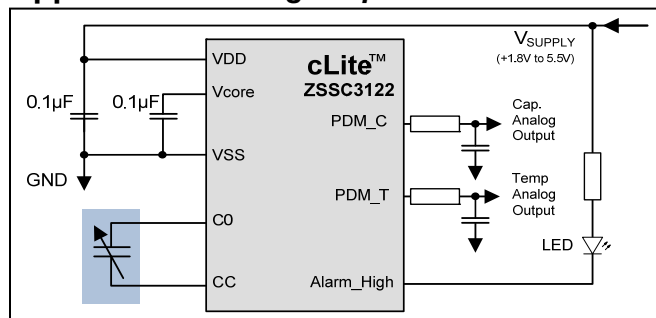 VSUPPLY
(+1.8V to 5.5V)
VDD
cLite™
ZSSC3122
0.1µF
0.1µF
Vcore
PDM_C
Cap.
Analog
Output
VSS
GND
PDM_T
Temp
Analog
Output
C0
LED
CC
Alarm_High